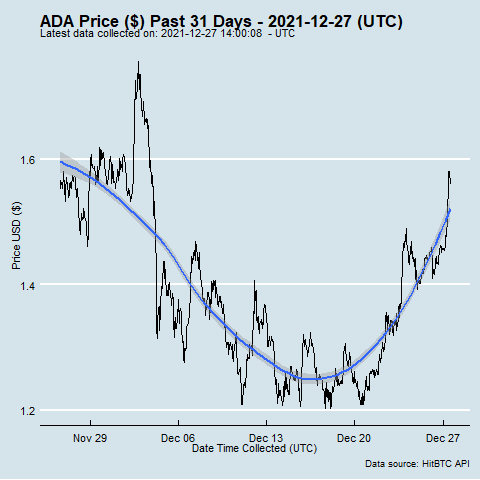 ADA Price ($) Past 31 Days - 2021-12-27 (UTC)
Latest data collected on: 2021-12-27 14:00:08 - UTC
1.6
1.4
1.2
Price USD ($)
Nov 29 Dec 06 Dec 13 Dec 20 Dec 27
Date Time Collected (UTC)
Data source: HitBTC API